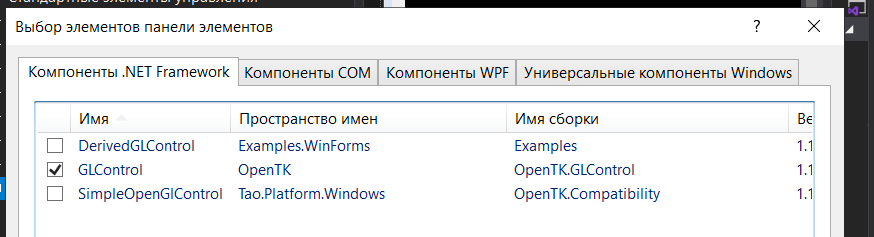 Стандартные элементы управления
Выбор элементов панели элементов ?
Компоненты .NET Framework Компоненты COM Компоненты WPF Универсальные компоненты Windows
Имя Пространство имен Имя сборки Ве
DerivedGLControl Examples.WinForms Examples 1.1
GLControl OpenTK OpenTK.GLControl 1.1
SimpleOpenGlControl Tao.Platform.Windows OpenTK.Compatibility 1.1